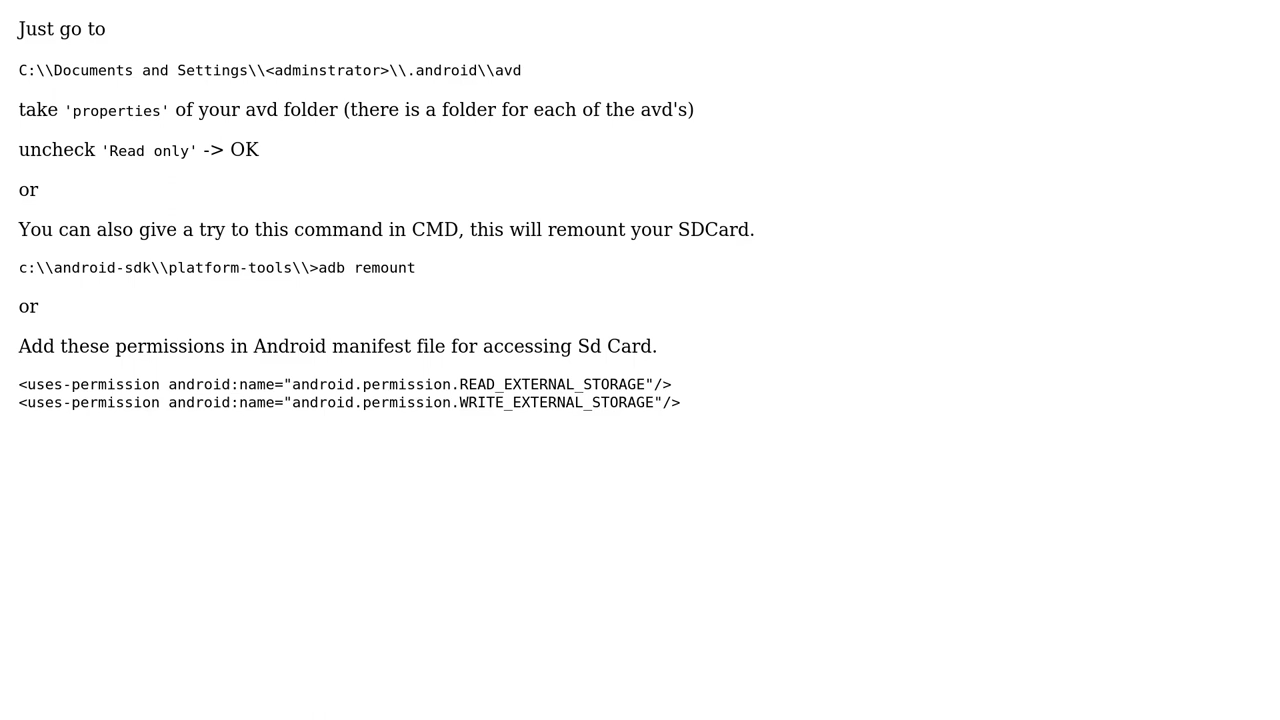 Just go to
C:\\Documents and Settings\\<adminstrator>\\.android\\avd
take 'properties' of your avd folder (there is a folder for each of the avd's)
uncheck 'Read only' -> OK
or
You can also give a try to this command in CMD, this will remount your SDCard.
c:\\android-sdk\\platform-tools\\>adb remount
or
Add these permissions in Android manifest file for accessing Sd Card.
<uses-permission android:name="android.permission.READ_EXTERNAL_STORAGE"/>
<uses-permission android:name="android.permission.WRITE_EXTERNAL_STORAGE"/>